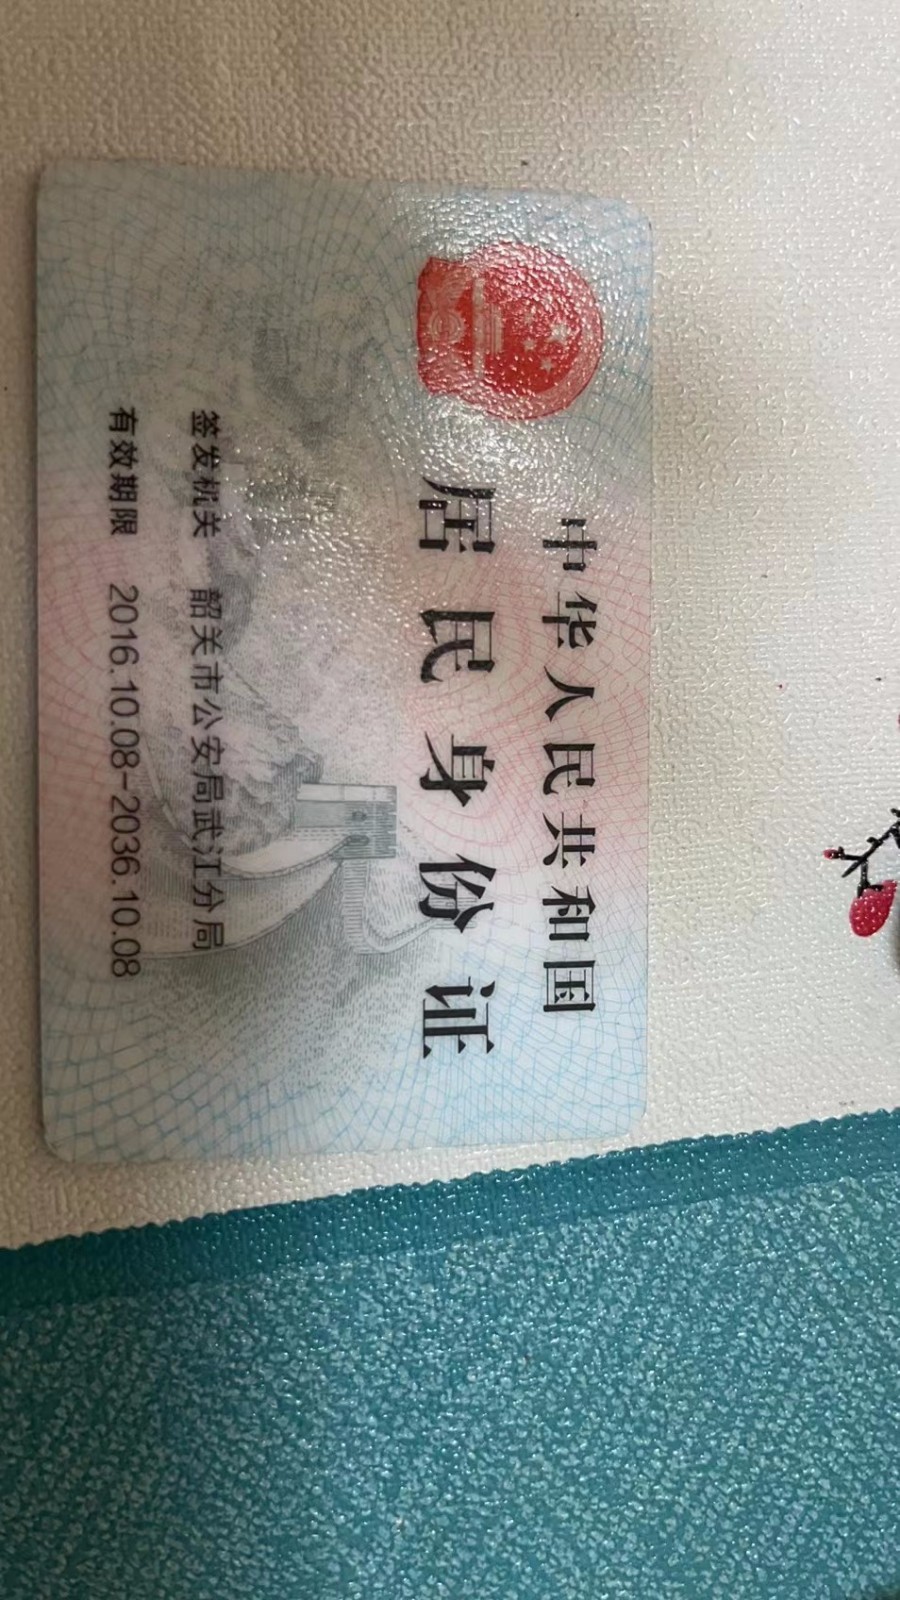 中华人民共和国
居民身份证
签发机关 韶关市公安局武江分局
有效期限 2016.10.08-2036.10.08